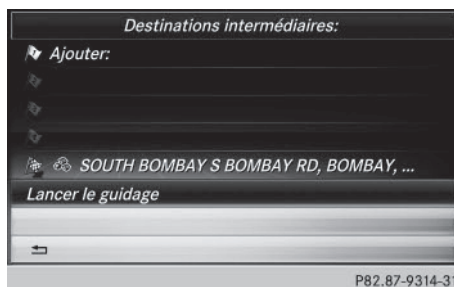 Destinations intermédiaires:
Ajouter:
SOUTH BOMBAY S BOMBAY RD, BOMBAY, ...
Lancer le guidage
P82.87-9314-31